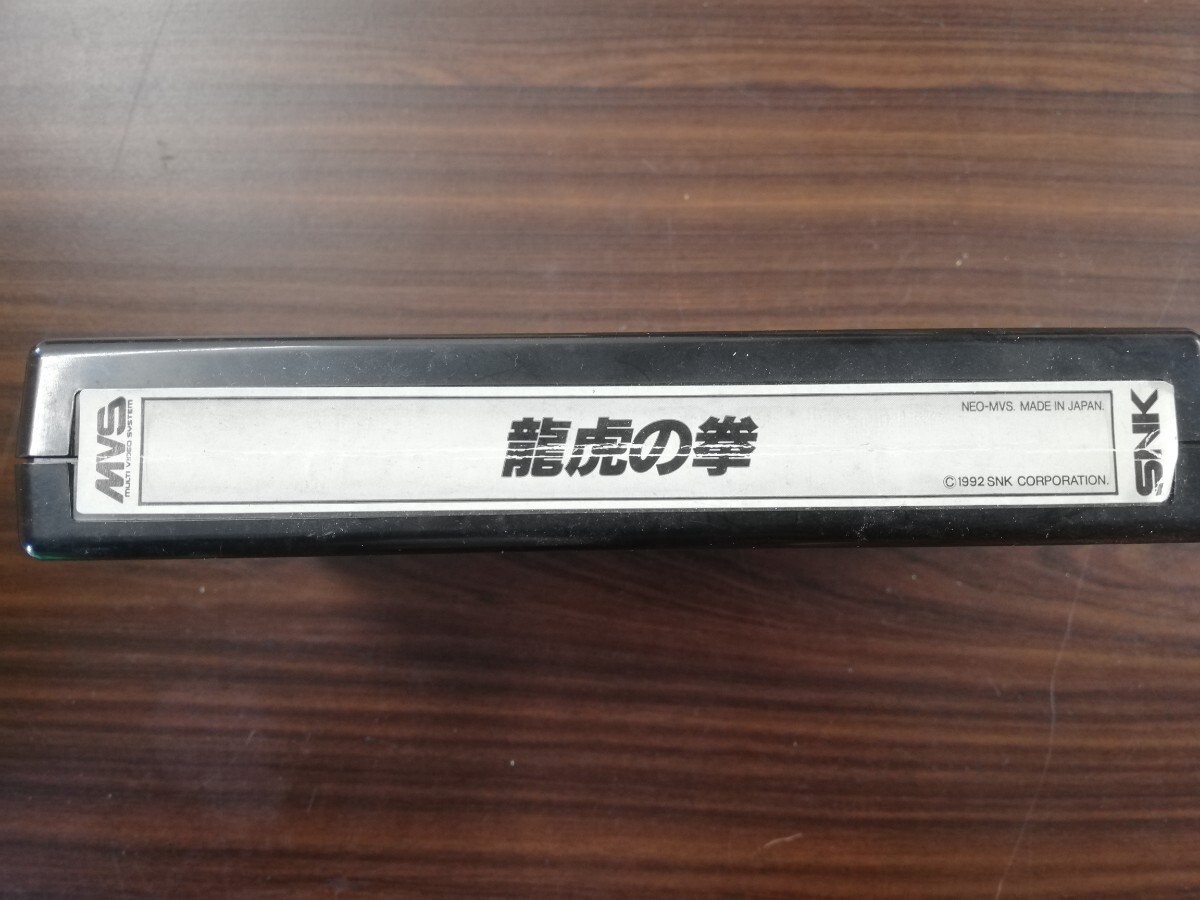 MVS
MULTI VIDEO SYSTEM
龍虎の拳
NEO-MVS. MADE IN JAPAN.
©1992 SNK CORPORATION.
SNK